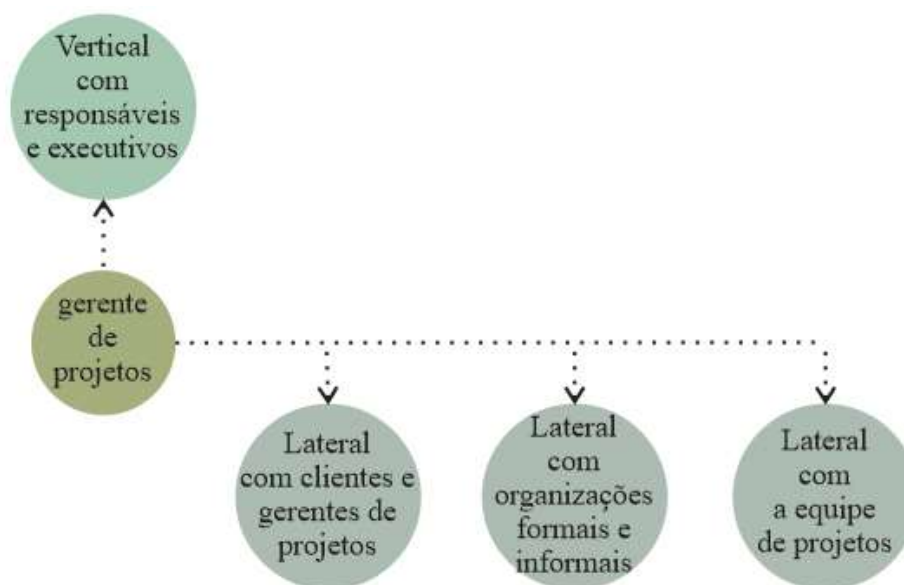 Vertical
com
responsáveis
e executivos
gerente
de
projetos
Lateral
com clientes e
gerentes de
projetos
Lateral
com
organizações
formais e
informais
Lateral
com
a equipe
de projetos